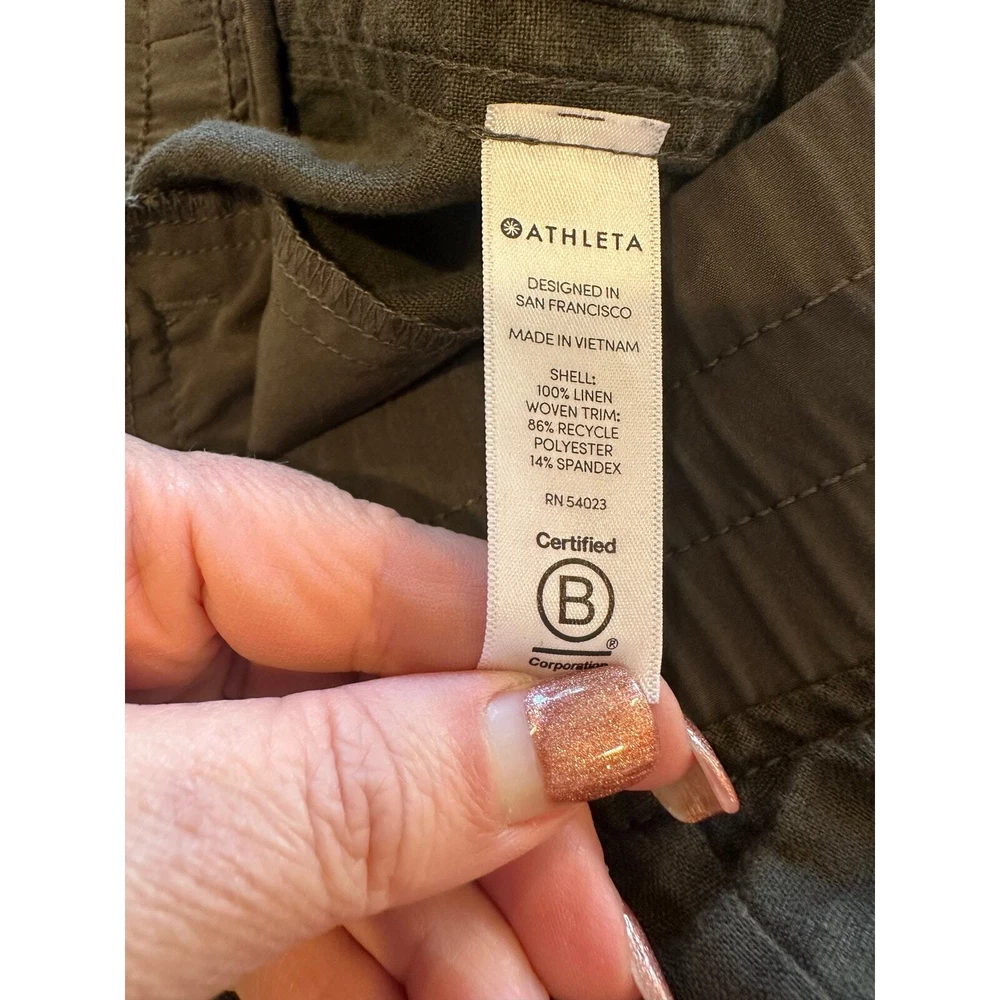 ATHLETA
DESIGNED IN
SAN FRANCISCO
MADE IN VIETNAM
SHELL:
100% LINEN
WOVEN TRIM:
86% RECYCLE
POLYESTER
14% SPANDEX
RN 54023
Certified
B
®
Corporation